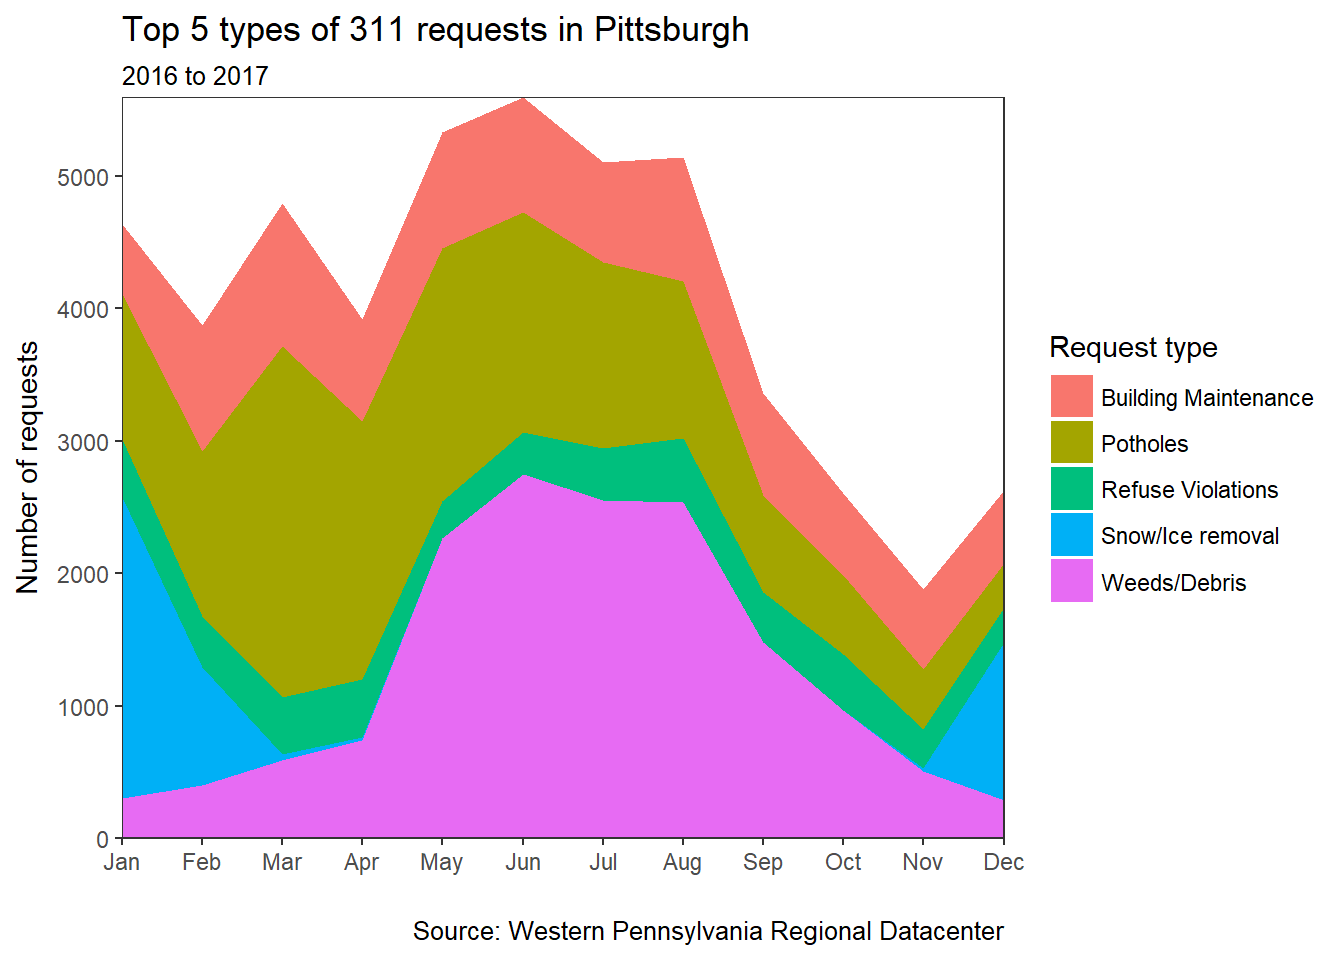 Top 5 types of 311 requests in Pittsburgh
2016 to 2017
Number of requests
5000
4000
3000
2000
1000
0
Jan Feb Mar Apr May Jun Jul Aug Sep Oct Nov Dec
Request type
Building Maintenance
Potholes
Refuse Violations
Snow/Ice removal
Weeds/Debris
Source: Western Pennsylvania Regional Datacenter